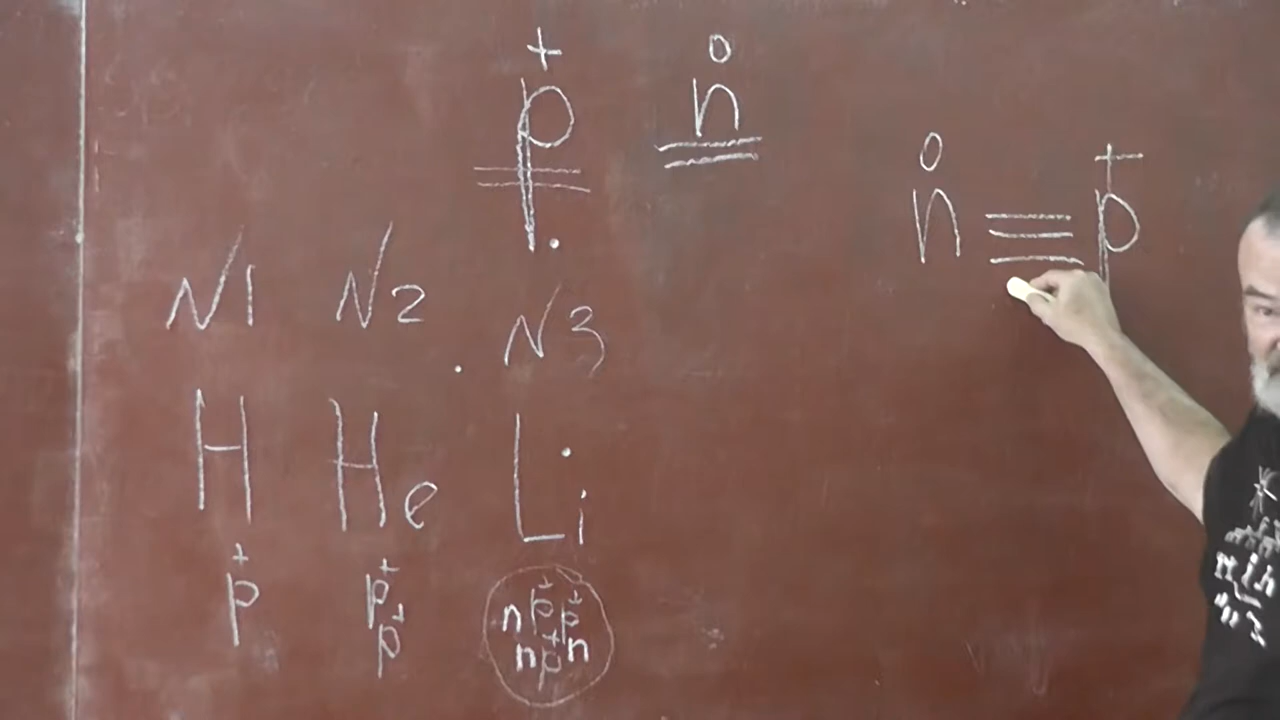 + 0
p n
0 +
n ≡ p
N1 N2 N3
H He Li
+ + +
p p n p p
+ + +
p n p n